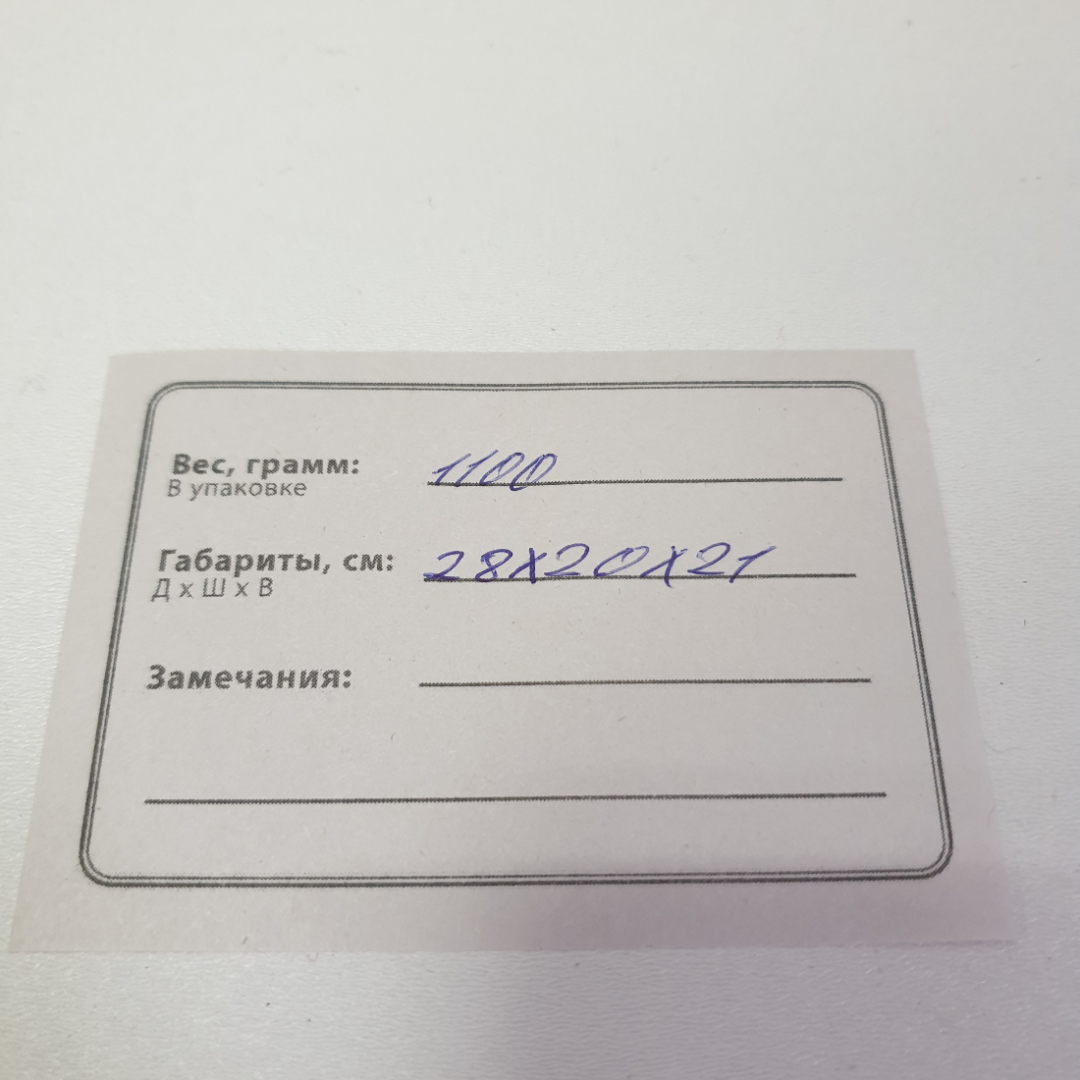 Вес, грамм: 1100
В упаковке
Габариты, см: 28х20х21
Д х Ш х В
Замечания: